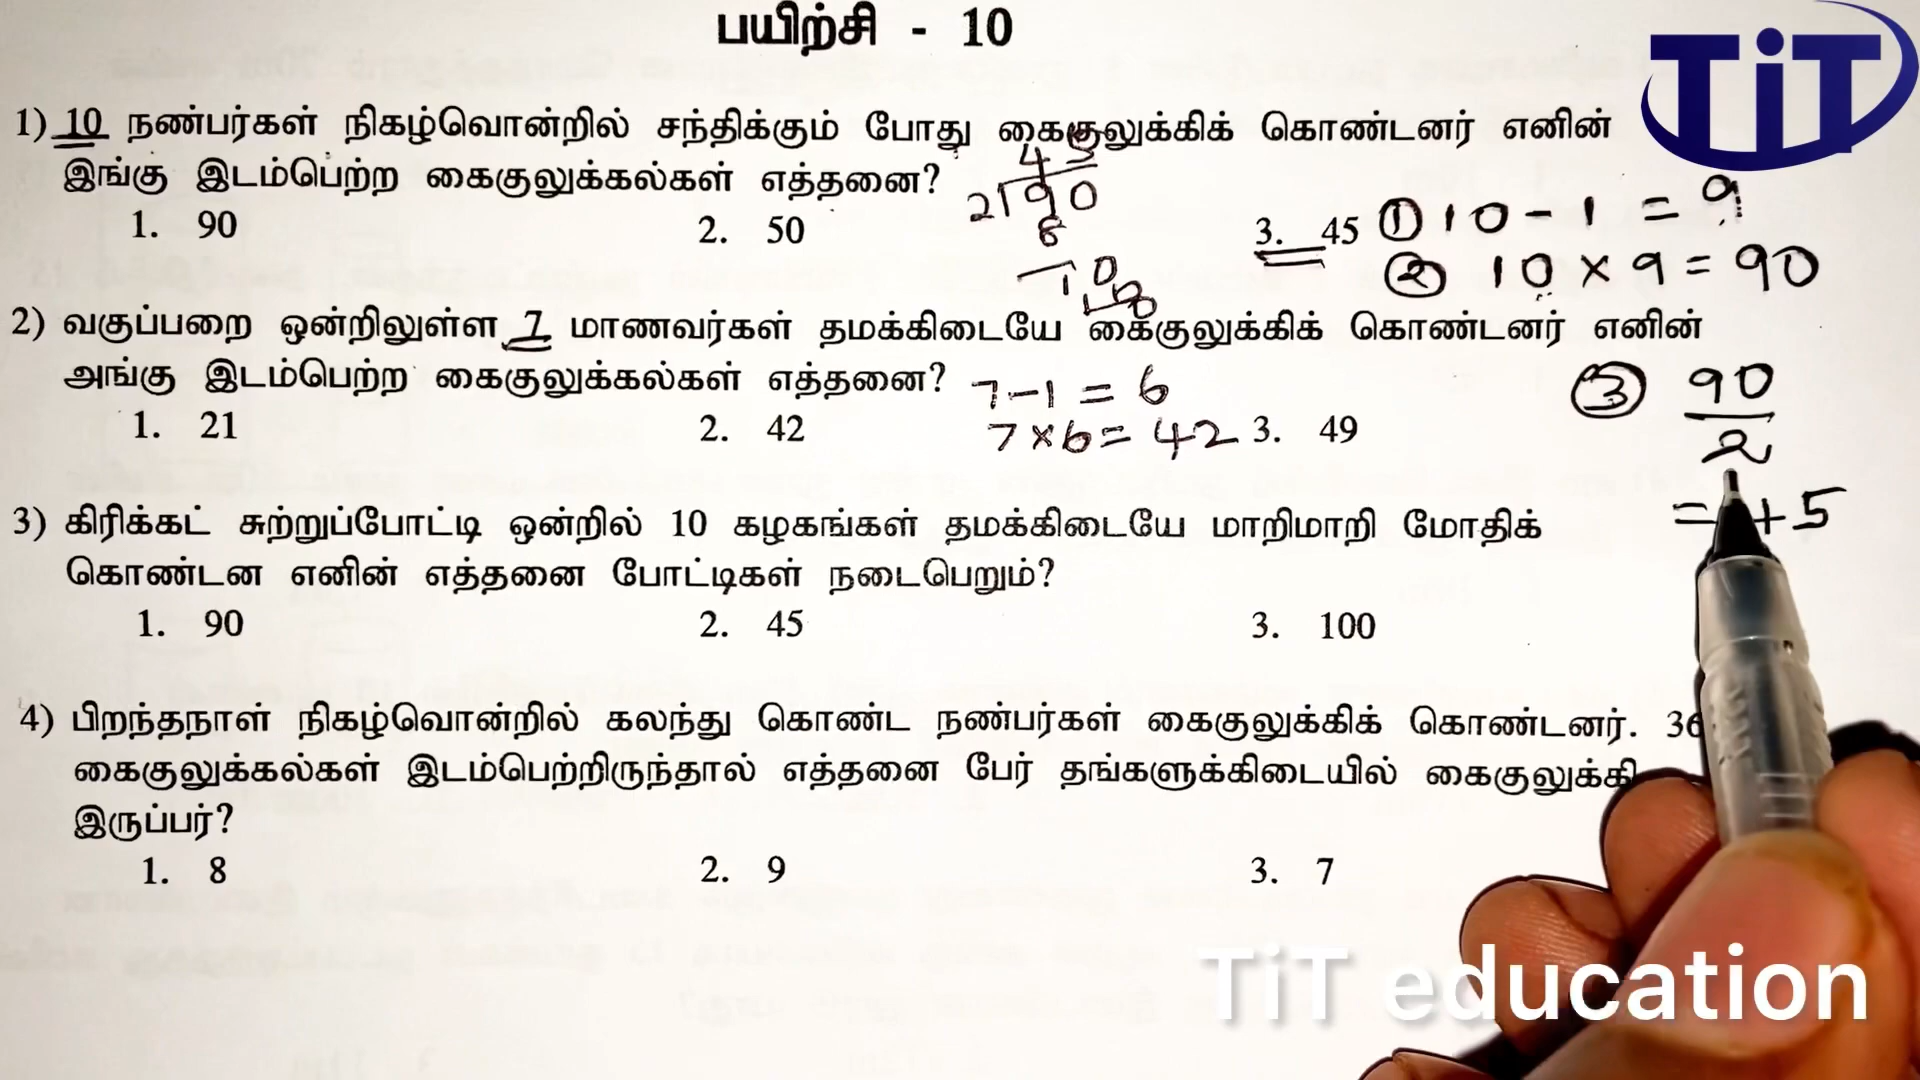 பயிற்சி - 10
TiT
1) 10 நண்பர்கள் நிகழ்வொன்றில் சந்திக்கும் போது கைகுலுக்கிக் கொண்டனர் எனின்
இங்கு இடம்பெற்ற கைகுலுக்கல்கள் எத்தனை?
1. 90 2. 50 3. 45
45
2)90
8
10
① 10 - 1 = 9
② 10 × 9 = 90
2) வகுப்பறை ஒன்றிலுள்ள 7 மாணவர்கள் தமக்கிடையே கைகுலுக்கிக் கொண்டனர் எனின்
அங்கு இடம்பெற்ற கைகுலுக்கல்கள் எத்தனை?
7-1 = 6
7×6= 42
1. 21 2. 42 3. 49
③ 90
2
= 5
3) கிரிக்கட் சுற்றுப்போட்டி ஒன்றில் 10 கழகங்கள் தமக்கிடையே மாறிமாறி மோதிக்
கொண்டன எனின் எத்தனை போட்டிகள் நடைபெறும்?
1. 90 2. 45 3. 100
4) பிறந்தநாள் நிகழ்வொன்றில் கலந்து கொண்ட நண்பர்கள் கைகுலுக்கிக் கொண்டனர். 36
கைகுலுக்கல்கள் இடம்பெற்றிருந்தால் எத்தனை பேர் தங்களுக்கிடையில் கைகுலுக்கி
இருப்பர்?
1. 8 2. 9 3. 7
TiT education